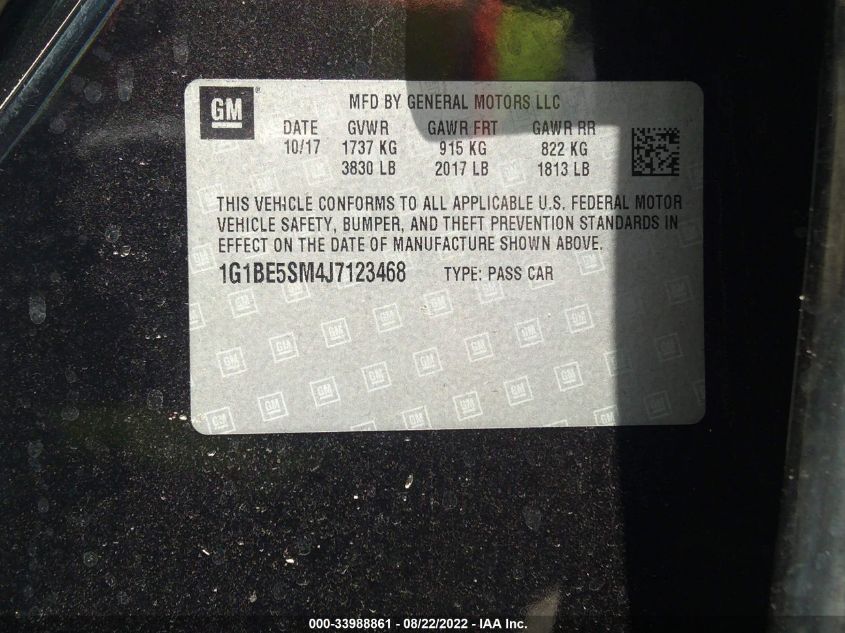 GM
MFD BY GENERAL MOTORS LLC
DATE GVWR GAWR FRT GAWR RR
10/17 1737 KG 915 KG 822 KG
3830 LB 2017 LB 1813 LB
THIS VEHICLE CONFORMS TO ALL APPLICABLE U.S. FEDERAL MOTOR
VEHICLE SAFETY, BUMPER, AND THEFT PREVENTION STANDARDS IN
EFFECT ON THE DATE OF MANUFACTURE SHOWN ABOVE.
1G1BE5SM4J7123468 TYPE: PASS CAR
000-33988861 - 08/22/2022 - IAA Inc.